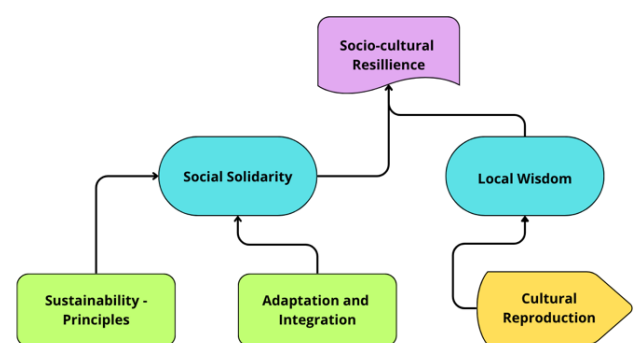 Socio-cultural
Resillience
Social Solidarity
Local Wisdom
Sustainability -
Principles
Adaptation and
Integration
Cultural
Reproduction